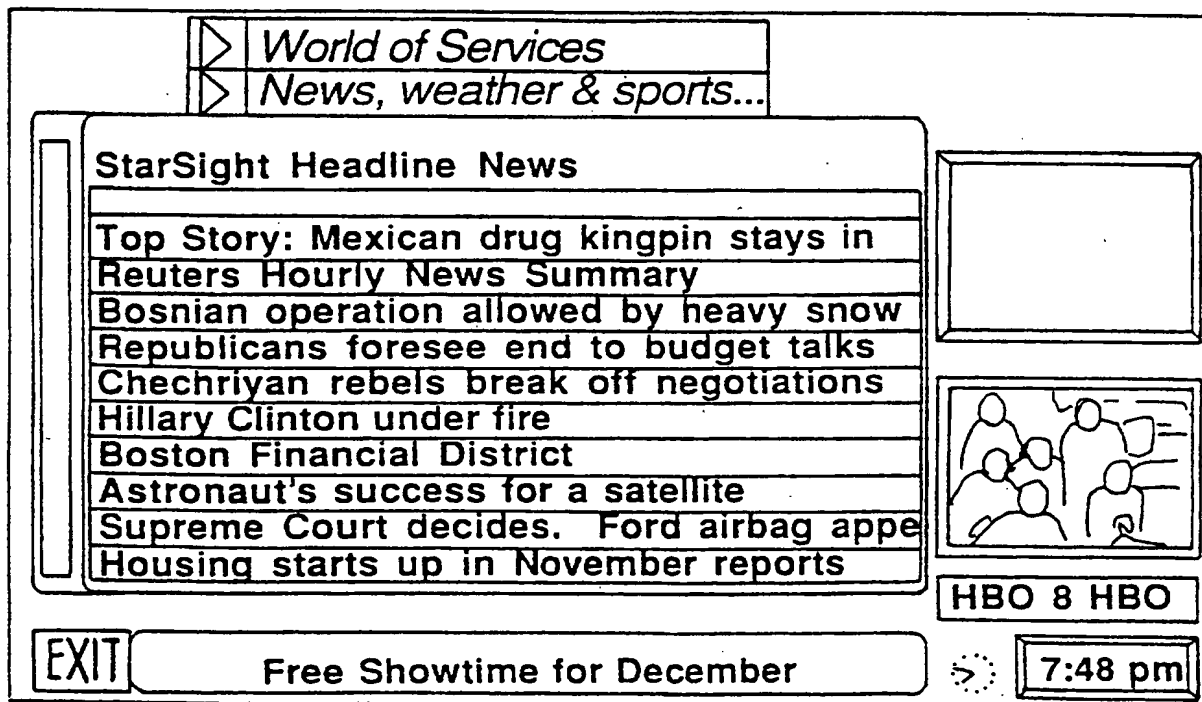 World of Services
News, weather & sports...
StarSight Headline News
Top Story: Mexican drug kingpin stays in
Reuters Hourly News Summary
Bosnian operation allowed by heavy snow
Republicans foresee end to budget talks
Chechriyan rebels break off negotiations
Hillary Clinton under fire
Boston Financial District
Astronaut's success for a satellite
Supreme Court decides. Ford airbag appe
Housing starts up in November reports
HBO 8 HBO
EXIT
Free Showtime for December
7:48 pm